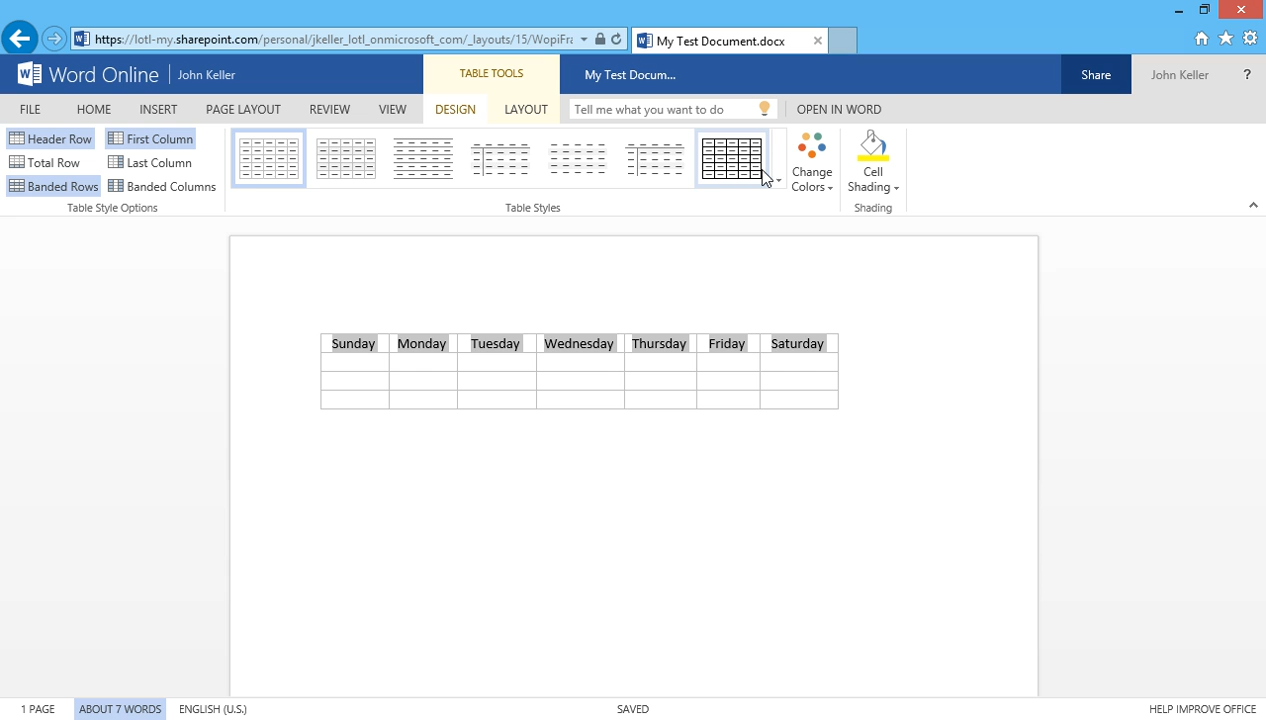 https://lotl-my.sharepoint.com/personal/jkeller_lotl_onmicrosoft_com/_layouts/15/WopiFra
My Test Document.docx
Word Online
John Keller
TABLE TOOLS
My Test Docum...
Share
John Keller
?
FILE HOME INSERT PAGE LAYOUT REVIEW VIEW DESIGN LAYOUT Tell me what you want to do OPEN IN WORD
Header Row First Column
Total Row Last Column
Banded Rows Banded Columns
Table Style Options
Table Styles
Change
Colors
Cell
Shading
Shading
Sunday Monday Tuesday Wednesday Thursday Friday Saturday
1 PAGE ABOUT 7 WORDS ENGLISH (U.S.) SAVED HELP IMPROVE OFFICE